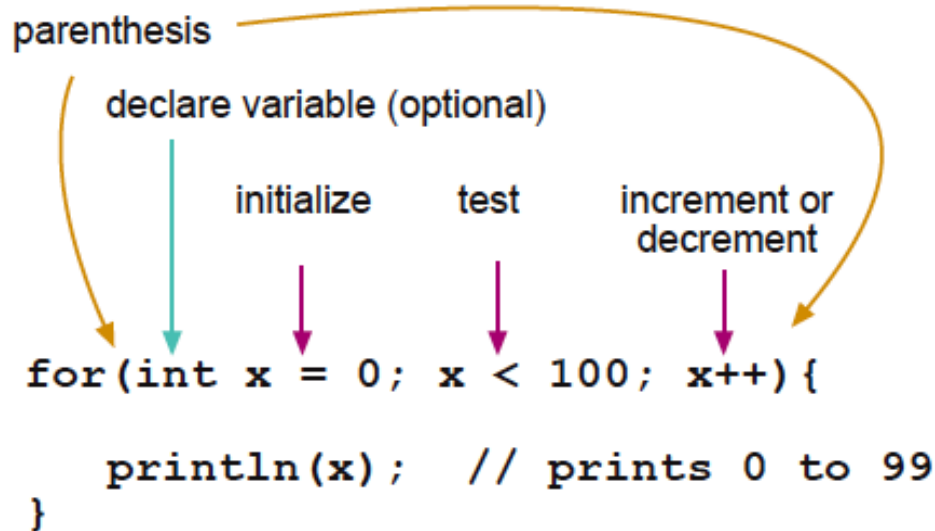 parenthesis
declare variable (optional)
initialize test increment or
decrement
for(int x = 0; x < 100; x++){
println(x); // prints 0 to 99
}